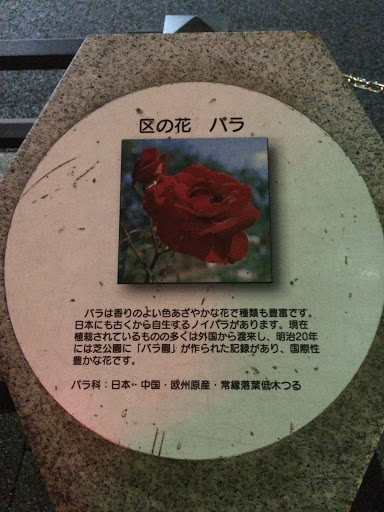 区の花　バラ
バラは香りのよい色あざやかな花で種類も豊富です。
日本にも古くから自生するノイバラがあります。現在
植栽されているものの多くは外国から渡来し、明治20年
には芝公園に「バラ園」が作られた記録があり、国際性
豊かな花です。
バラ科：日本・中国・欧州原産・常緑落葉低木つる